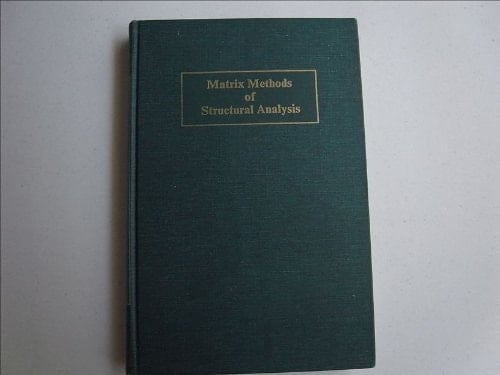 Matrix Methods
of
Structural Analysis